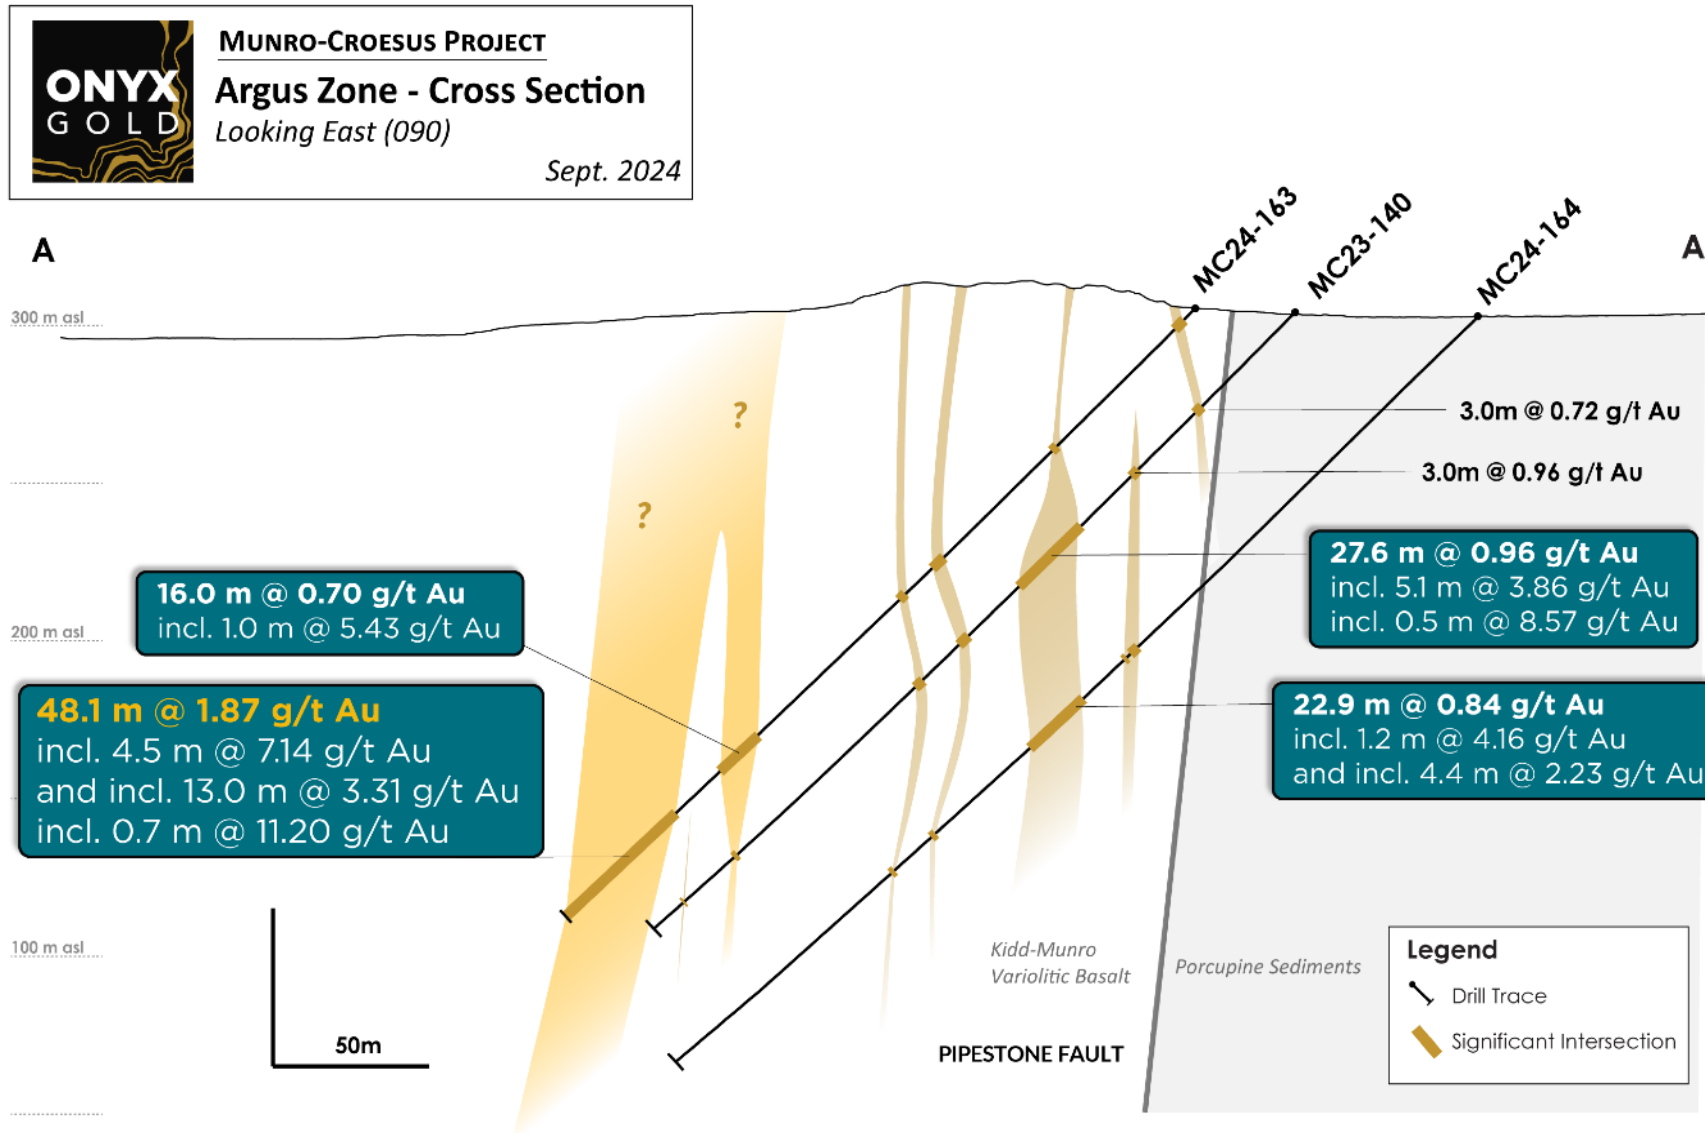 ONYX
GOLD
MUNRO-CROESUS PROJECT
Argus Zone - Cross Section
Looking East (090)
Sept. 2024
A
A
MC24-163
MC23-140
MC24-164
300 m asl
?
?
3.0m @ 0.72 g/t Au
3.0m @ 0.96 g/t Au
27.6 m @ 0.96 g/t Au
incl. 5.1 m @ 3.86 g/t Au
incl. 0.5 m @ 8.57 g/t Au
16.0 m @ 0.70 g/t Au
incl. 1.0 m @ 5.43 g/t Au
200 m asl
48.1 m @ 1.87 g/t Au
incl. 4.5 m @ 7.14 g/t Au
and incl. 13.0 m @ 3.31 g/t Au
incl. 0.7 m @ 11.20 g/t Au
22.9 m @ 0.84 g/t Au
incl. 1.2 m @ 4.16 g/t Au
and incl. 4.4 m @ 2.23 g/t Au
100 m asl
50m
Kidd-Munro
Variolitic Basalt
Porcupine Sediments
PIPESTONE FAULT
Legend
Drill Trace
Significant Intersection